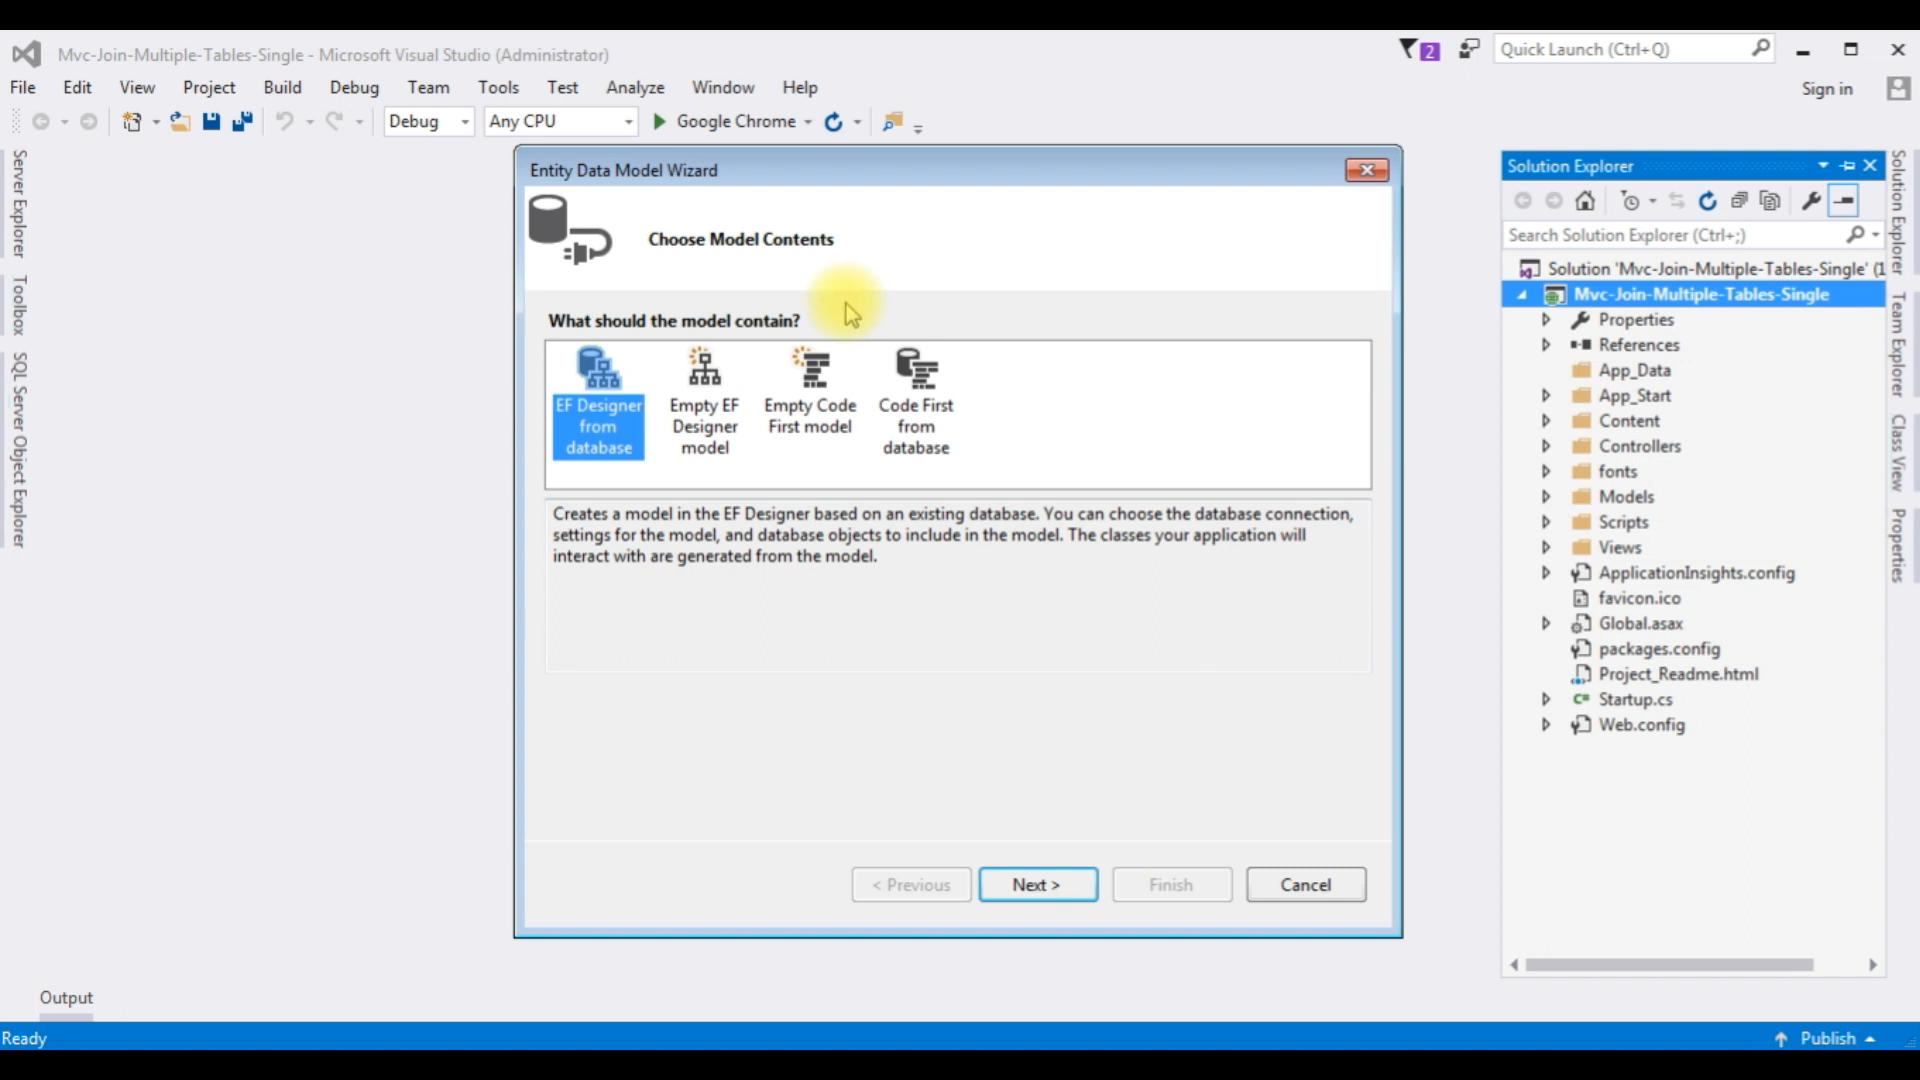 Mvc-Join-Multiple-Tables-Single - Microsoft Visual Studio (Administrator)
2
Quick Launch (Ctrl+Q)
File Edit View Project Build Debug Team Tools Test Analyze Window Help
Sign in
Debug Any CPU Google Chrome
Server Explorer
Toolbox
SQL Server Object Explorer
Entity Data Model Wizard
Choose Model Contents
What should the model contain?
EF Designer from database
Empty EF Designer model
Empty Code First model
Code First from database
Creates a model in the EF Designer based on an existing database. You can choose the database connection,
settings for the model, and database objects to include in the model. The classes your application will
interact with are generated from the model.
< Previous Next > Finish Cancel
Solution Explorer
Search Solution Explorer (Ctrl+;)
Solution 'Mvc-Join-Multiple-Tables-Single' (1
Mvc-Join-Multiple-Tables-Single
Properties
References
App_Data
App_Start
Content
Controllers
fonts
Models
Scripts
Views
ApplicationInsights.config
favicon.ico
Global.asax
packages.config
Project_Readme.html
C# Startup.cs
Web.config
Solution Explorer
Team Explorer
Class View
Properties
Output
Ready
Publish